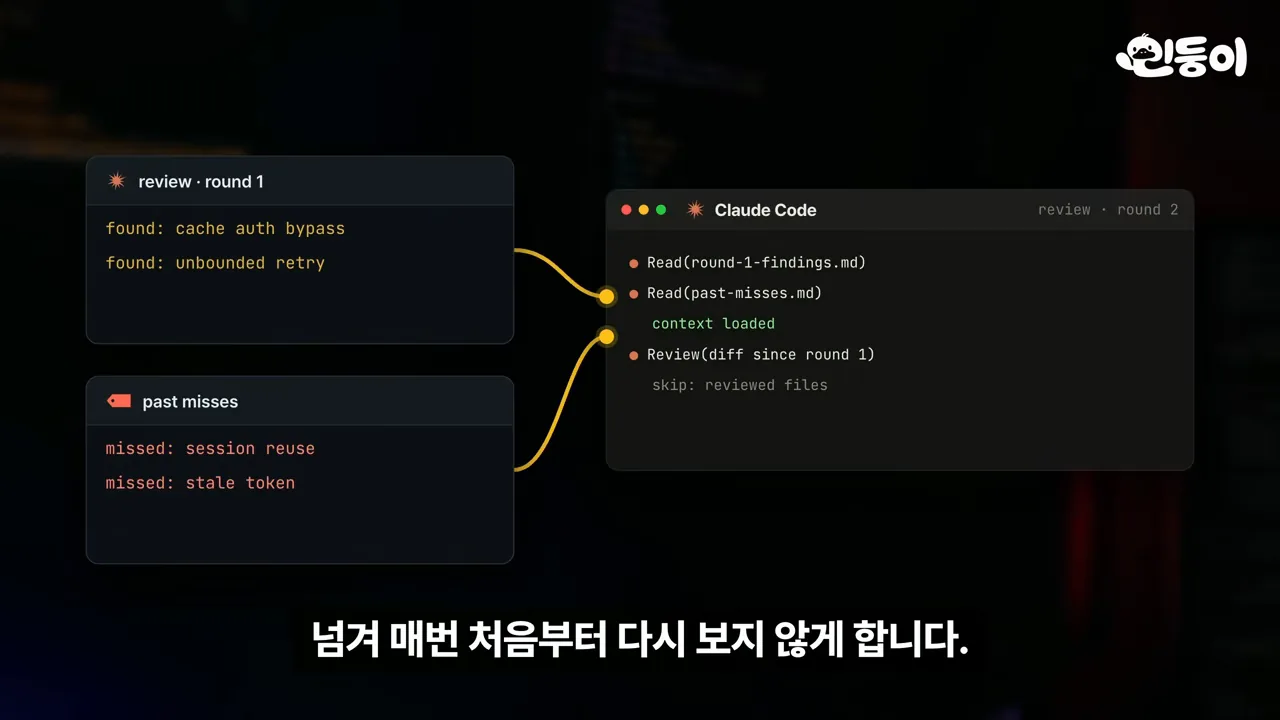 인둥이
review · round 1
found: cache auth bypass
found: unbounded retry
past misses
missed: session reuse
missed: stale token
Claude Code
review · round 2
Read(round-1-findings.md)
Read(past-misses.md)
context loaded
Review(diff since round 1)
skip: reviewed files
넘겨 매번 처음부터 다시 보지 않게 합니다.